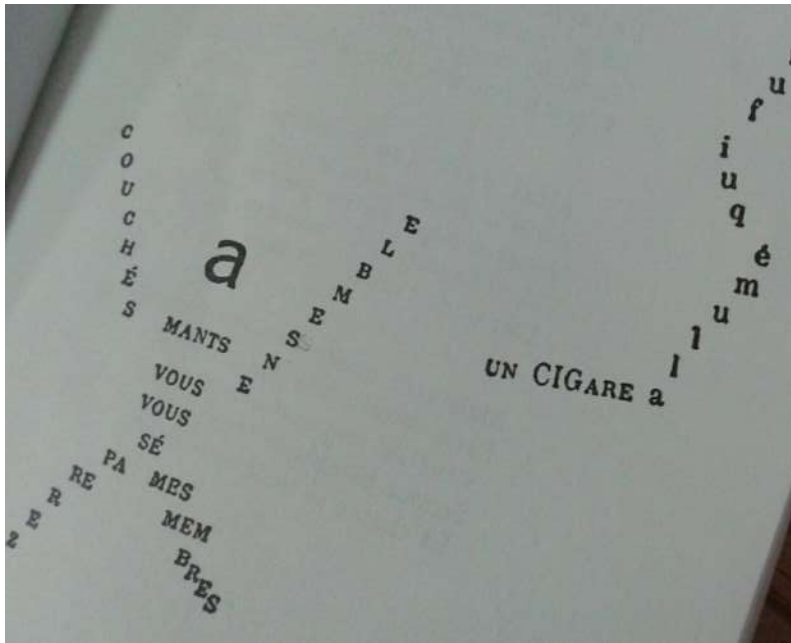 a
MANTS
COUCHÉS
ENSEMBLE
VOUS
VOUS
SÉ
PA
RE
R
E
Z
MES
MEM
BRES
UN CIGARE allumé qui fu